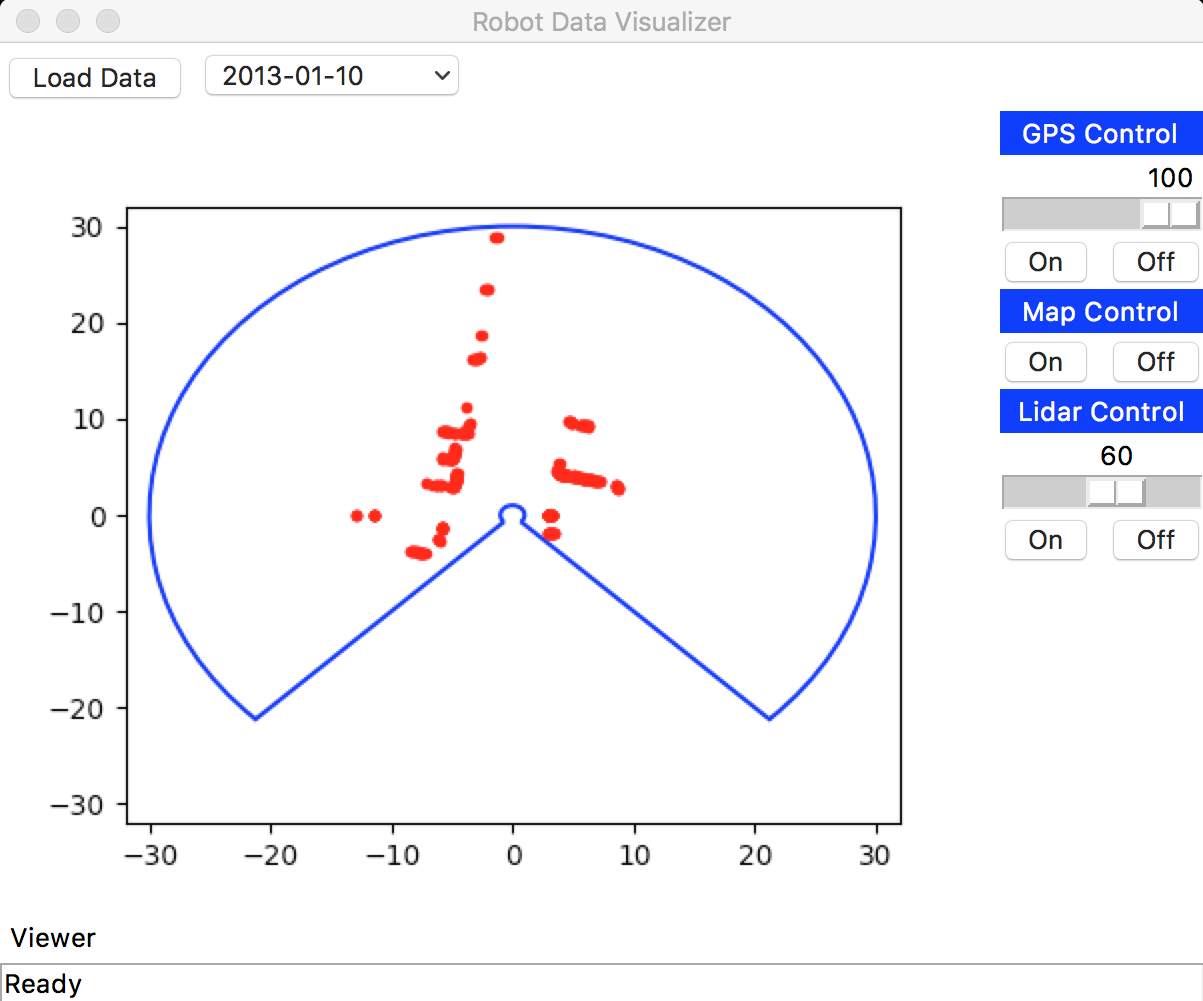 Robot Data Visualizer
Load Data 2013-01-10
GPS Control
100
On Off
Map Control
On Off
Lidar Control
60
On Off
30
20
10
0
−10
−20
−30
−30 −20 −10 0 10 20 30
Viewer
Ready